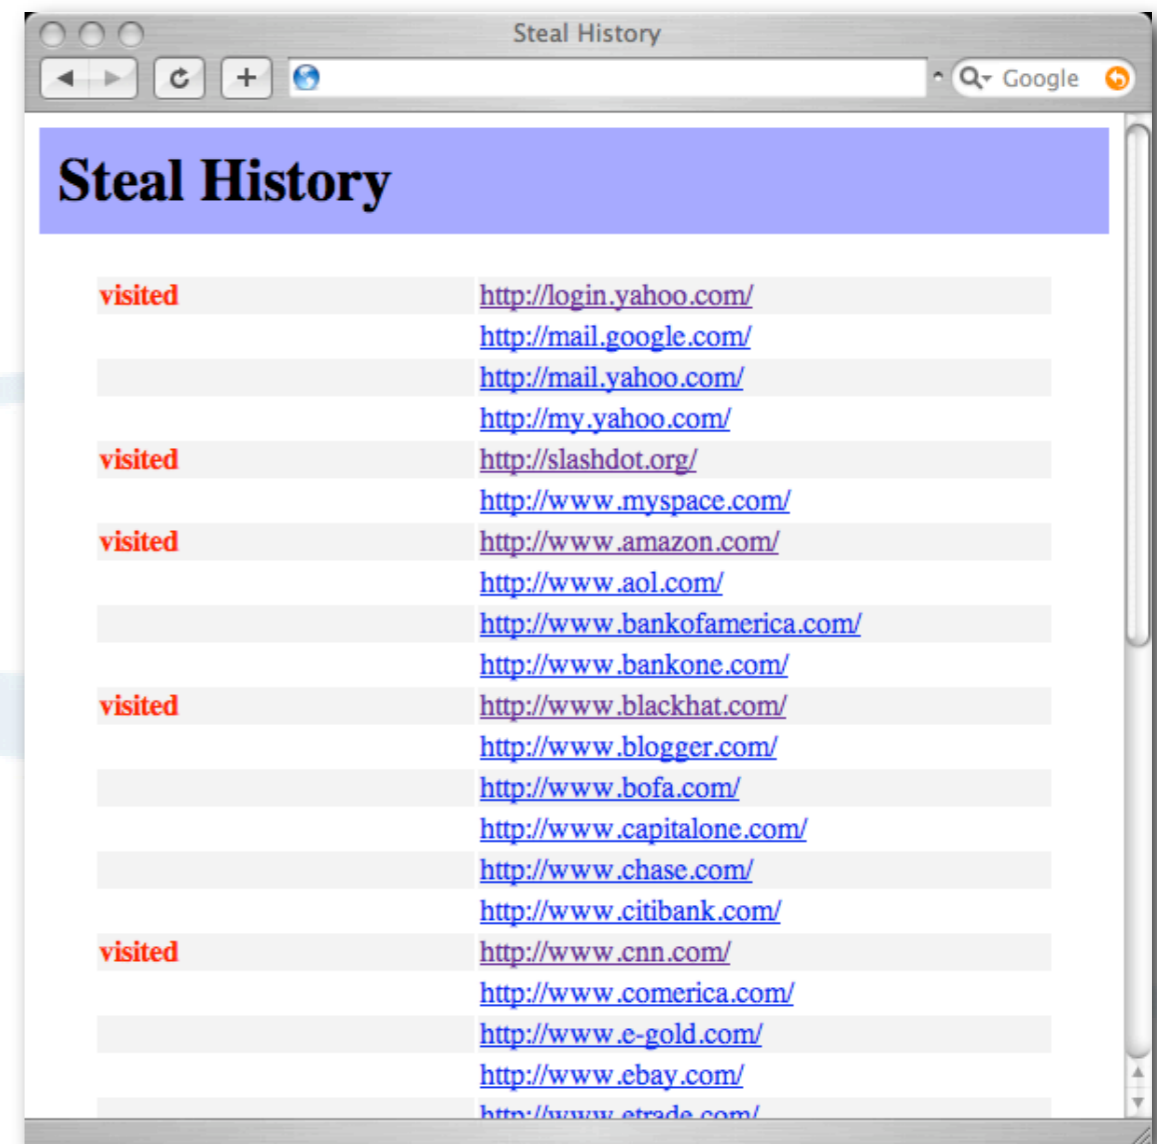 Steal History
Google
Steal History
visited http://login.yahoo.com/
http://mail.google.com/
http://mail.yahoo.com/
http://my.yahoo.com/
visited http://slashdot.org/
http://www.myspace.com/
visited http://www.amazon.com/
http://www.aol.com/
http://www.bankofamerica.com/
http://www.bankone.com/
visited http://www.blackhat.com/
http://www.blogger.com/
http://www.bofa.com/
http://www.capitalone.com/
http://www.chase.com/
http://www.citibank.com/
visited http://www.cnn.com/
http://www.comerica.com/
http://www.e-gold.com/
http://www.ebay.com/
http://www.etrade.com/